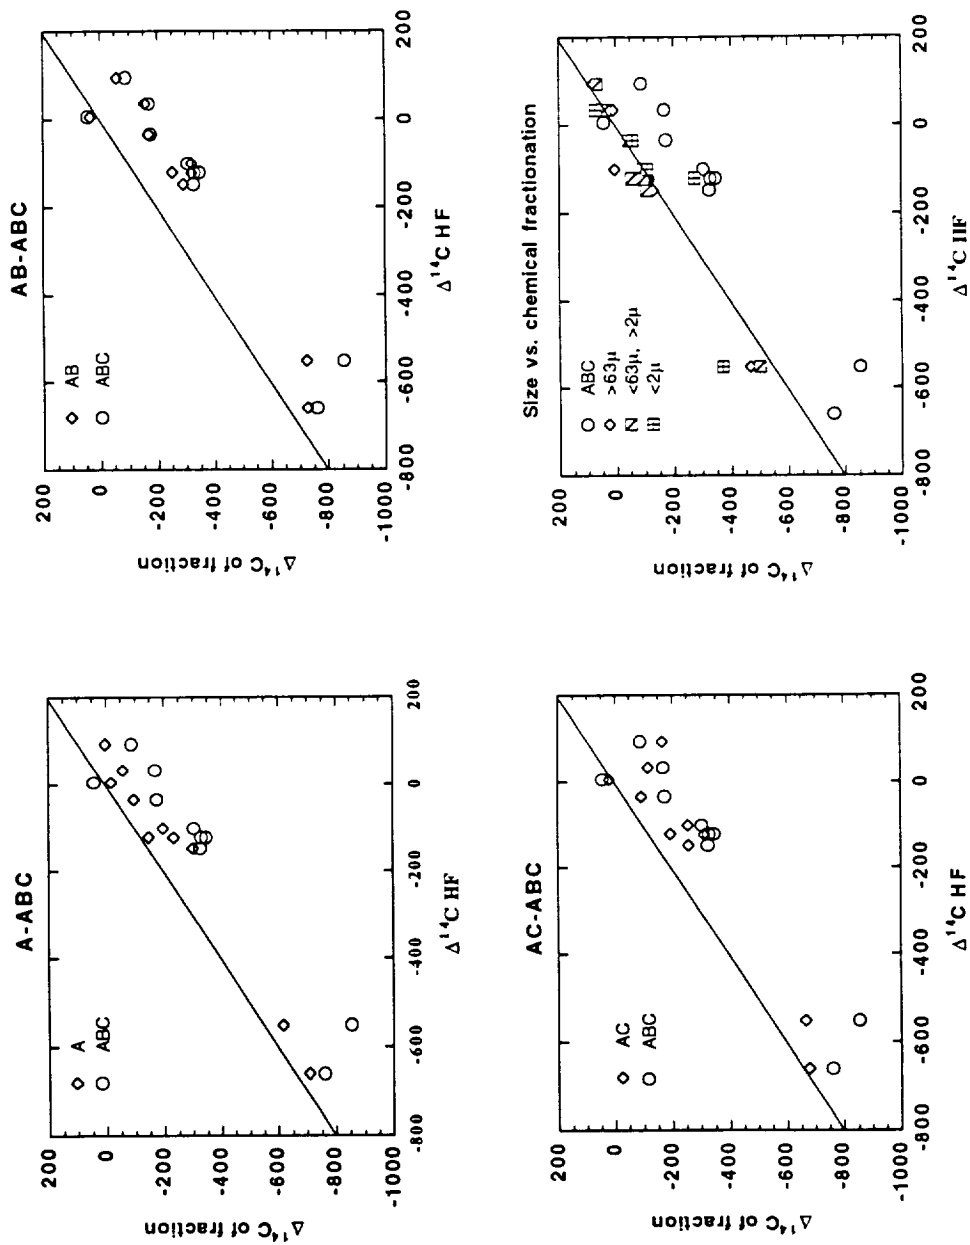 A-ABC
A
ABC
200
0
-200
-400
-600
-800
-1000
Δ¹⁴C of fraction
-800
-600
-400
-200
0
200
Δ¹⁴C HF
AB-ABC
AB
ABC
200
0
-200
-400
-600
-800
-1000
Δ¹⁴C of fraction
-800
-600
-400
-200
0
200
Δ¹⁴C HF
AC-ABC
AC
ABC
200
0
-200
-400
-600
-800
-1000
Δ¹⁴C of fraction
-800
-600
-400
-200
0
200
Δ¹⁴C HF
Size vs. chemical fractionation
ABC
>63μ
<63μ, >2μ
<2μ
200
0
-200
-400
-600
-800
-1000
Δ¹⁴C of fraction
-800
-600
-400
-200
0
200
Δ¹⁴C HF